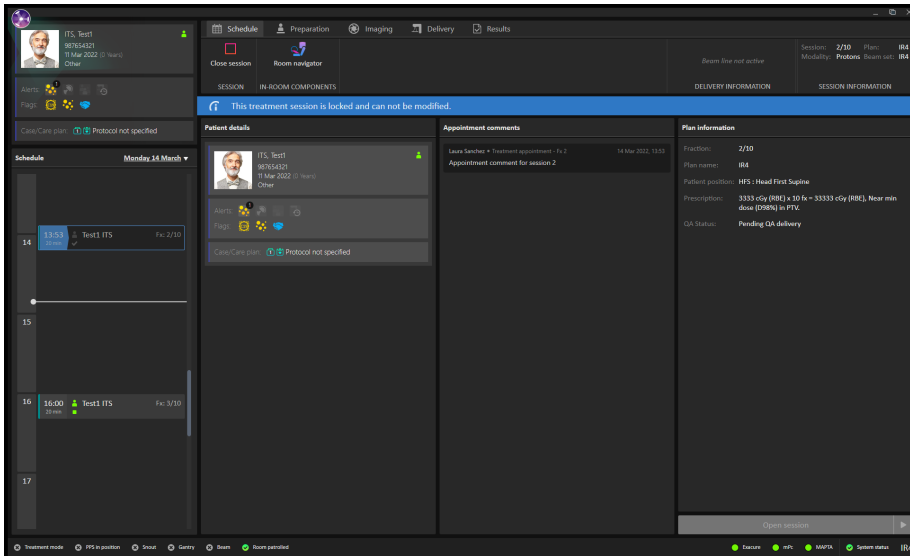 ITS, Test1
987654321
11 Mar 2022 (0 Years)
Other
Alerts:
1
Flags:
Case/Care plan: Protocol not specified
Schedule
Monday 14 March
14
13:53
20 min
Test1 ITS
Fx: 2/10
15
16
16:00
20 min
Test1 ITS
Fx: 3/10
17
Schedule
Preparation
Imaging
Delivery
Results
Close session
Room navigator
SESSION
IN-ROOM COMPONENTS
Beam line not active
DELIVERY INFORMATION
Session: 2/10 Plan: IR4
Modality: Protons Beam set: IR4
SESSION INFORMATION
This treatment session is locked and can not be modified.
Patient details
ITS, Test1
987654321
11 Mar 2022 (0 Years)
Other
Alerts:
1
Flags:
Case/Care plan: Protocol not specified
Appointment comments
Laura Sanchez • Treatment appointment - Fx 2
14 Mar 2022, 13:53
Appointment comment for session 2
Plan information
Fraction: 2/10
Plan name: IR4
Patient position: HFS : Head First Supine
Prescription: 3333 cGy (RBE) x 10 fx = 33333 cGy (RBE), Near min
dose (D98%) in PTV.
QA Status: Pending QA delivery
Open session
Treatment mode
PPS in position
Snout
Gantry
Beam
Room patrolled
Exacure
mPc
MAPTA
System status
IR4